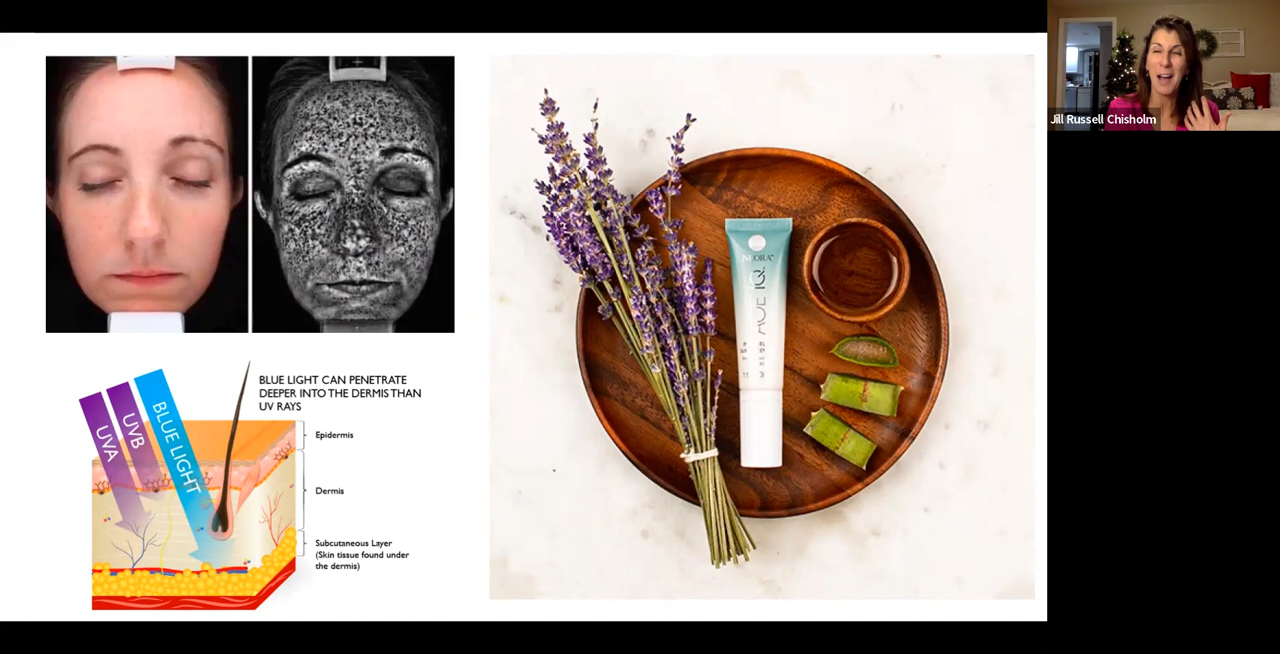 Jill Russell Chisholm
BLUE LIGHT CAN PENETRATE
DEEPER INTO THE DERMIS THAN
UV RAYS
UVA
UVB
BLUE LIGHT
Epidermis
Dermis
Subcutaneous Layer
(Skin tissue found under
the dermis)
AGE IQ